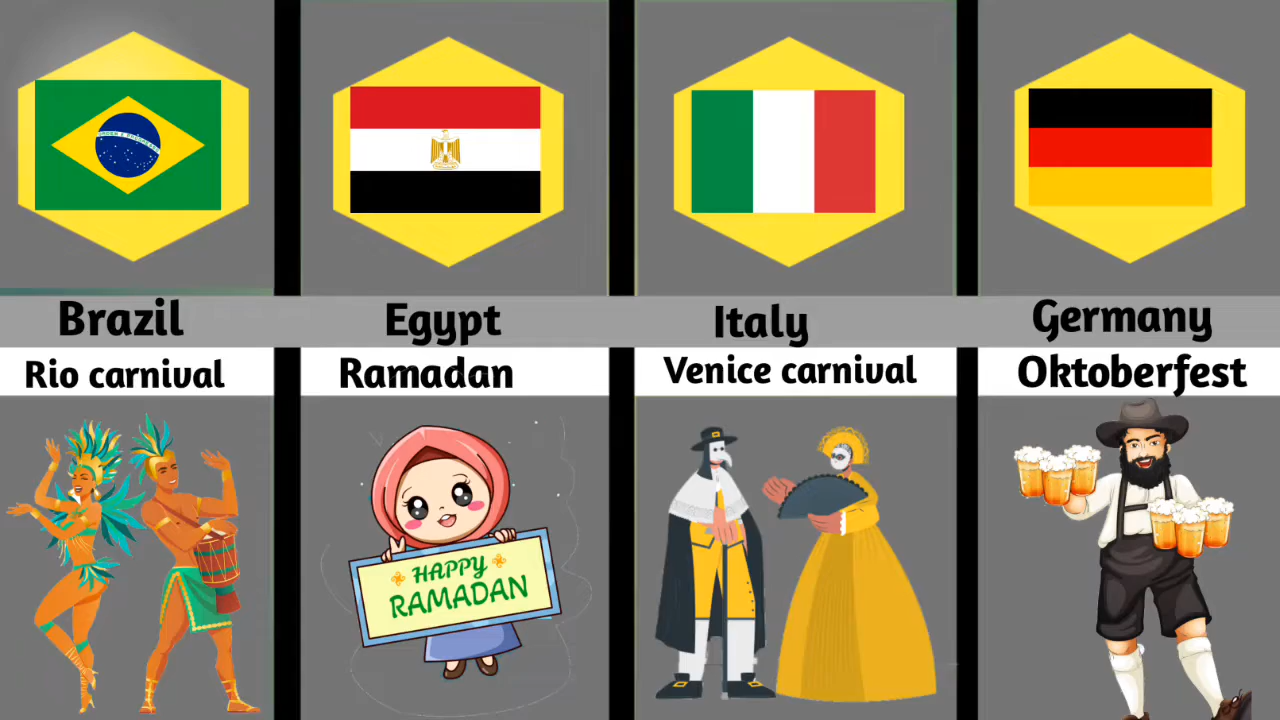 Brazil
Rio carnival
Egypt
Ramadan
HAPPY
RAMADAN
Italy
Venice carnival
Germany
Oktoberfest